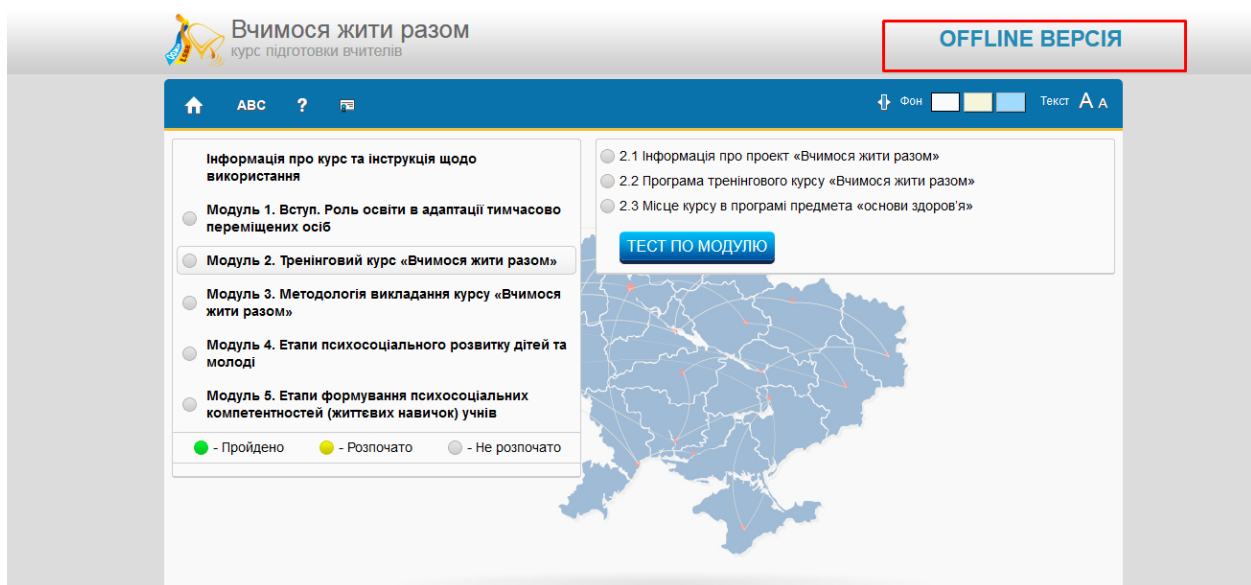 Вчимося жити разом
курс підготовки вчителів
OFFLINE ВЕРСІЯ
ABC ?
Фон Текст A A
Інформація про курс та інструкція щодо
використання
Модуль 1. Вступ. Роль освіти в адаптації тимчасово
переміщених осіб
Модуль 2. Тренінговий курс «Вчимося жити разом»
Модуль 3. Методологія викладання курсу «Вчимося
жити разом»
Модуль 4. Етапи психосоціального розвитку дітей та
молоді
Модуль 5. Етапи формування психосоціальних
компетентностей (життєвих навичок) учнів
- Пройдено - Розпочато - Не розпочато
2.1 Інформація про проект «Вчимося жити разом»
2.2 Програма тренінгового курсу «Вчимося жити разом»
2.3 Місце курсу в програмі предмета «основи здоров'я»
ТЕСТ ПО МОДУЛЮ